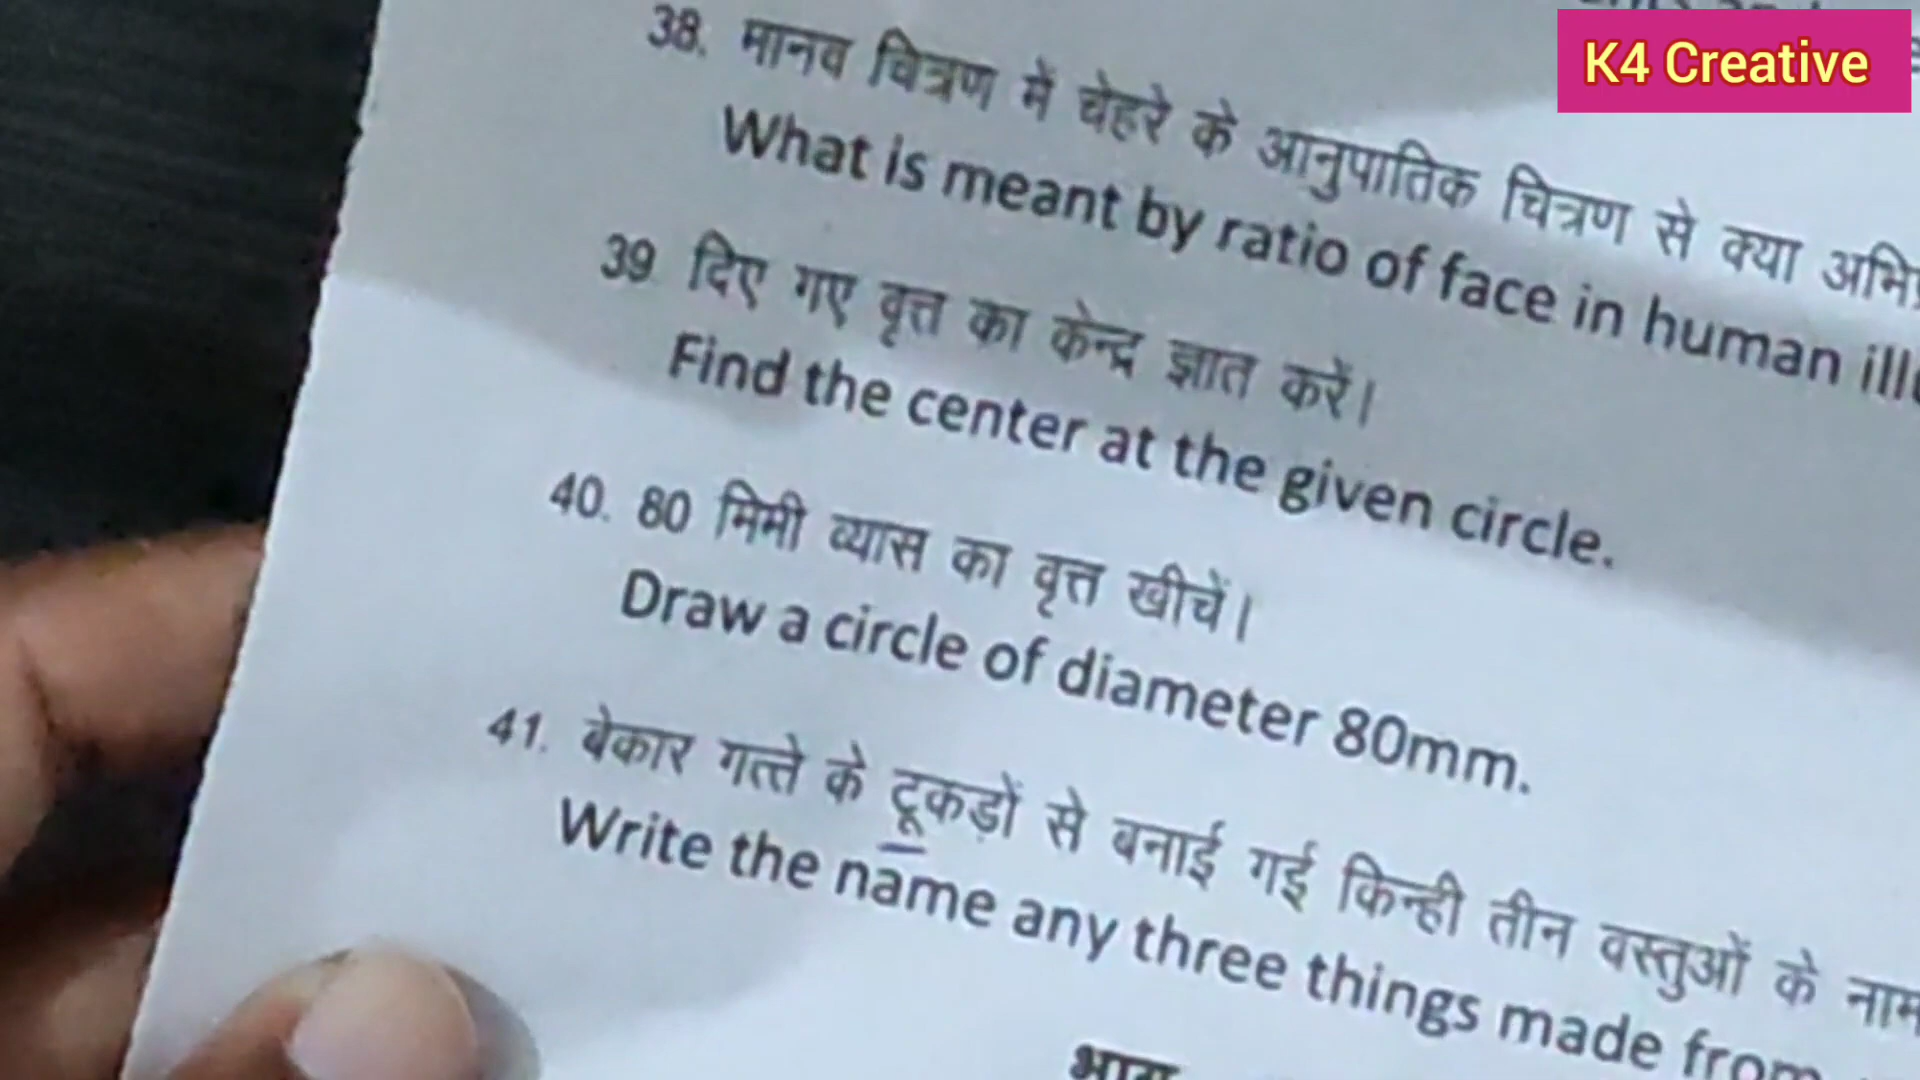 K4 Creative
38. मानव चित्रण में चेहरे के आनुपातिक चित्रण से क्या
What is meant by ratio of face in human
39 दिए गए वृत्त का केन्द्र ज्ञात करें।
Find the center at the given circle.
40. 80 मिमी व्यास का वृत्त खीचें।
Draw a circle of diameter 80mm.
41. बेकार गत्ते के टूकड़ों से बनाई गई किन्ही तीन वस्तुओं के नाम
Write the name any three things made from
भाग